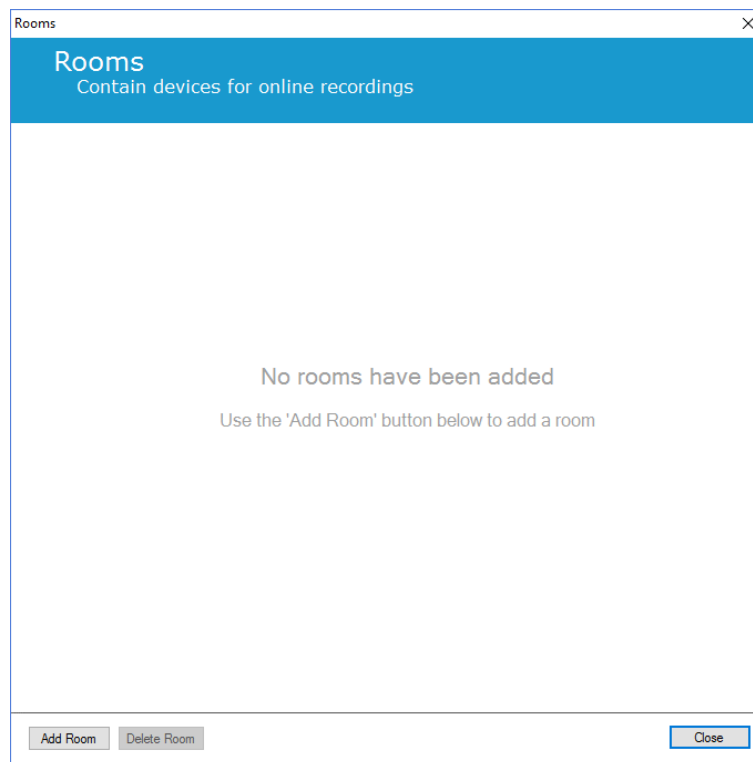 Rooms
Rooms
Contain devices for online recordings
No rooms have been added
Use the 'Add Room' button below to add a room
Add Room Delete Room Close